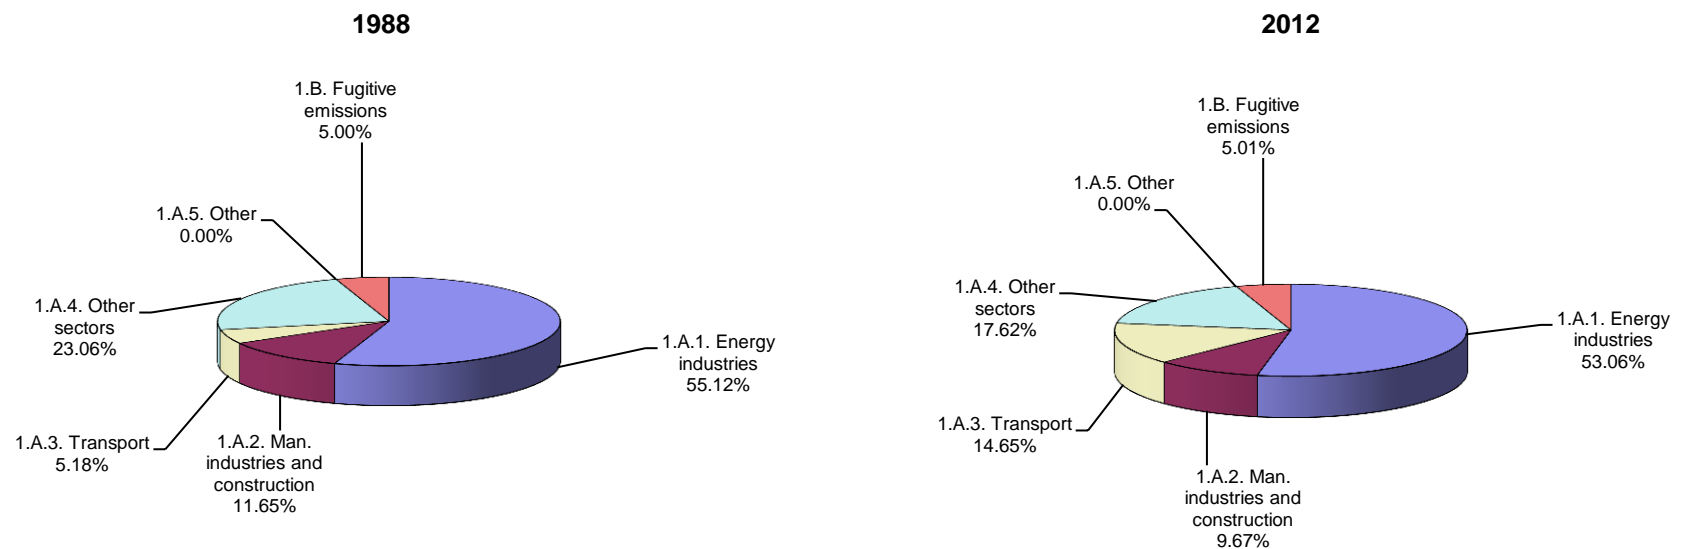 1988
1.B. Fugitive
emissions
5.00%
1.A.5. Other
0.00%
1.A.4. Other
sectors
23.06%
1.A.1. Energy
industries
55.12%
1.A.3. Transport
5.18%
1.A.2. Man.
industries and
construction
11.65%
2012
1.B. Fugitive
emissions
5.01%
1.A.5. Other
0.00%
1.A.4. Other
sectors
17.62%
1.A.1. Energy
industries
53.06%
1.A.3. Transport
14.65%
1.A.2. Man.
industries and
construction
9.67%